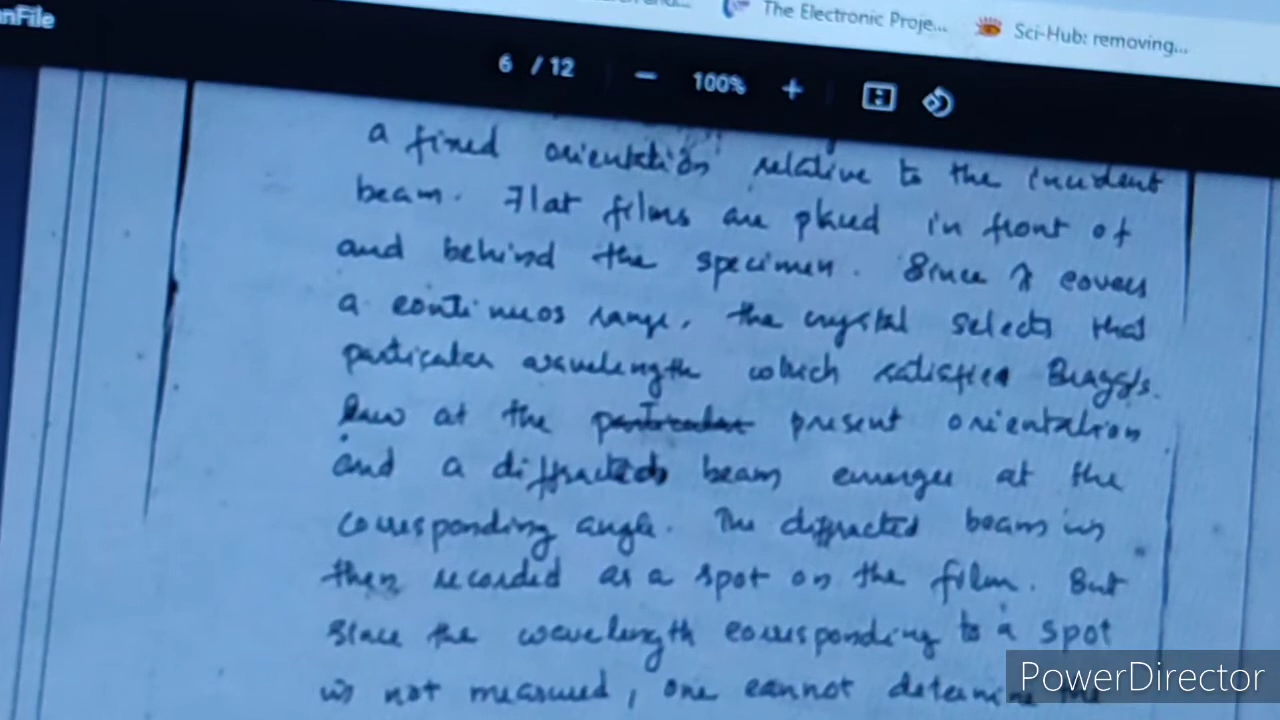 nFile
The Electronic Proje...
Sci-Hub: removing...
6 / 12
100%
a fixed orientation relative to the incident
beam. Flat films are placed in front of
and behind the specimen. Since λ covers
a continuos range, the crystal selects that
particular wavelength which satisfies Bragg's
law at the present orientation
and a diffracted beam emerges at the
corresponding angle. The diffracted beam is
then recorded as a spot on the film. But
since the wavelength corresponding to a spot
is not measured, one cannot determine the
PowerDirector